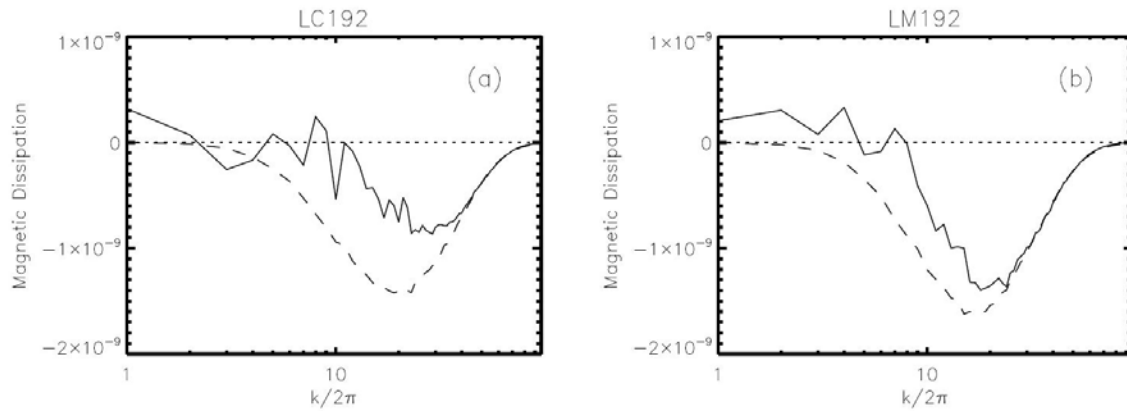 LC192
1×10⁻⁹
0
−1×10⁻⁹
−2×10⁻⁹
Magnetic Dissipation
(a)
1
10
k/2π
LM192
1×10⁻⁹
0
−1×10⁻⁹
−2×10⁻⁹
Magnetic Dissipation
(b)
1
10
k/2π